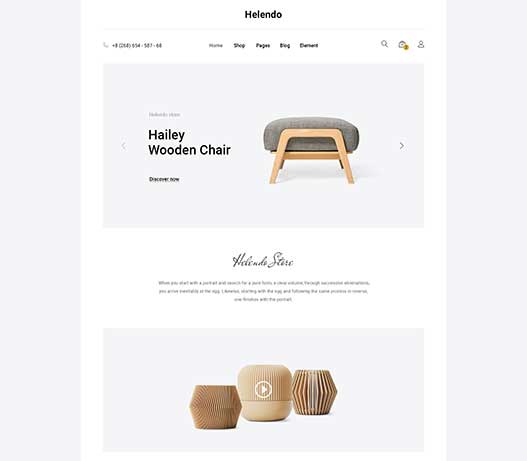 Helendo
+8 (268) 654 - 587 - 68
Home Shop Pages Blog Element
Helendo store
Hailey
Wooden Chair
Discover now
Helendo Store
When you start with a portrait and search for a pure form, a clear volume, through successive eliminations,
you arrive inevitably at the egg. Likewise, starting with the egg and following the same process in reverse,
one finishes with the portrait.